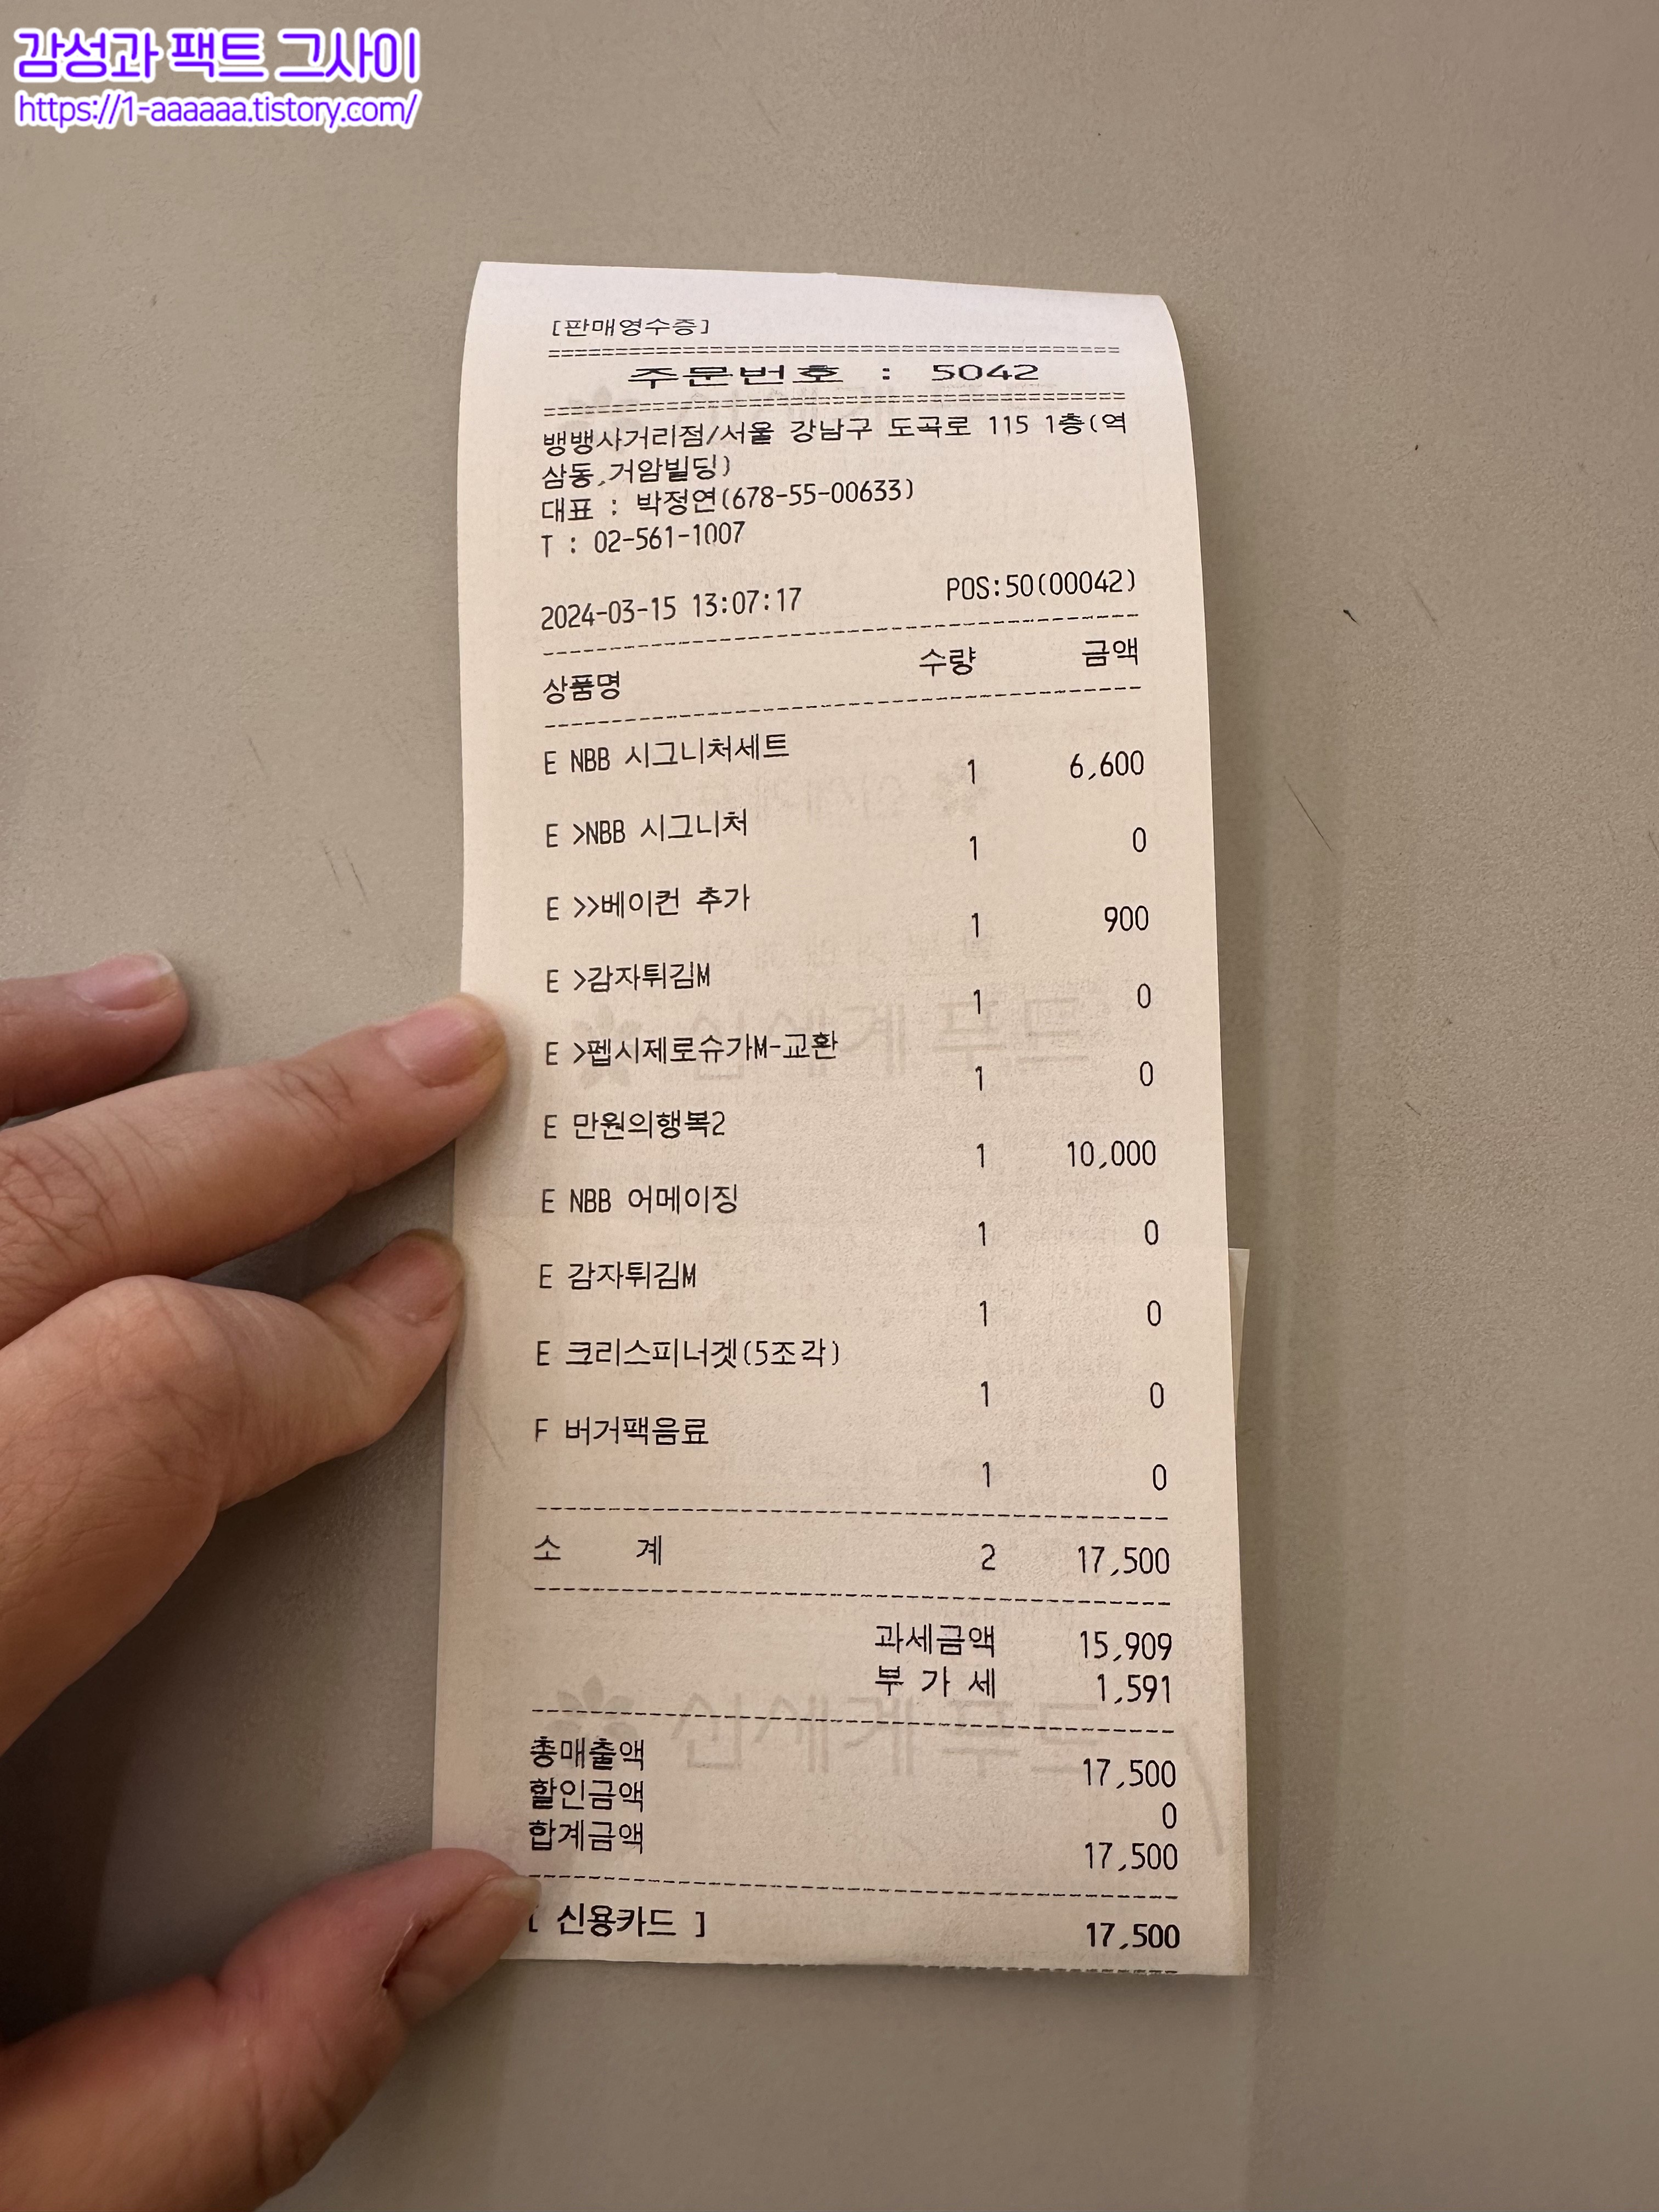 감성과 팩트 그사이
https://1-aaaaaa.tistory.com/
[판매영수증]
==========================================
주문번호 : 5042
==========================================
뱅뱅사거리점/서울 강남구 도곡로 115 1층(역
삼동,거암빌딩)
대표 : 박정연(678-55-00633)
T : 02-561-1007
2024-03-15 13:07:17 POS:50(00042)
상품명 수량 금액
E NBB 시그니처세트
1 6,600
E >NBB 시그니처
1 0
E >>베이컨 추가
1 900
E >감자튀김M
1 0
E >펩시제로슈가M-교환
1 0
E 만원의행복2
1 10,000
E NBB 어메이징
1 0
E 감자튀김M
1 0
E 크리스피너겟(5조각)
1 0
F 버거팩음료
1 0
소 계 2 17,500
과세금액 15,909
부 가 세 1,591
총매출액 17,500
할인금액 0
합계금액 17,500
[ 신용카드 ] 17,500
신세계푸드
신세계푸드